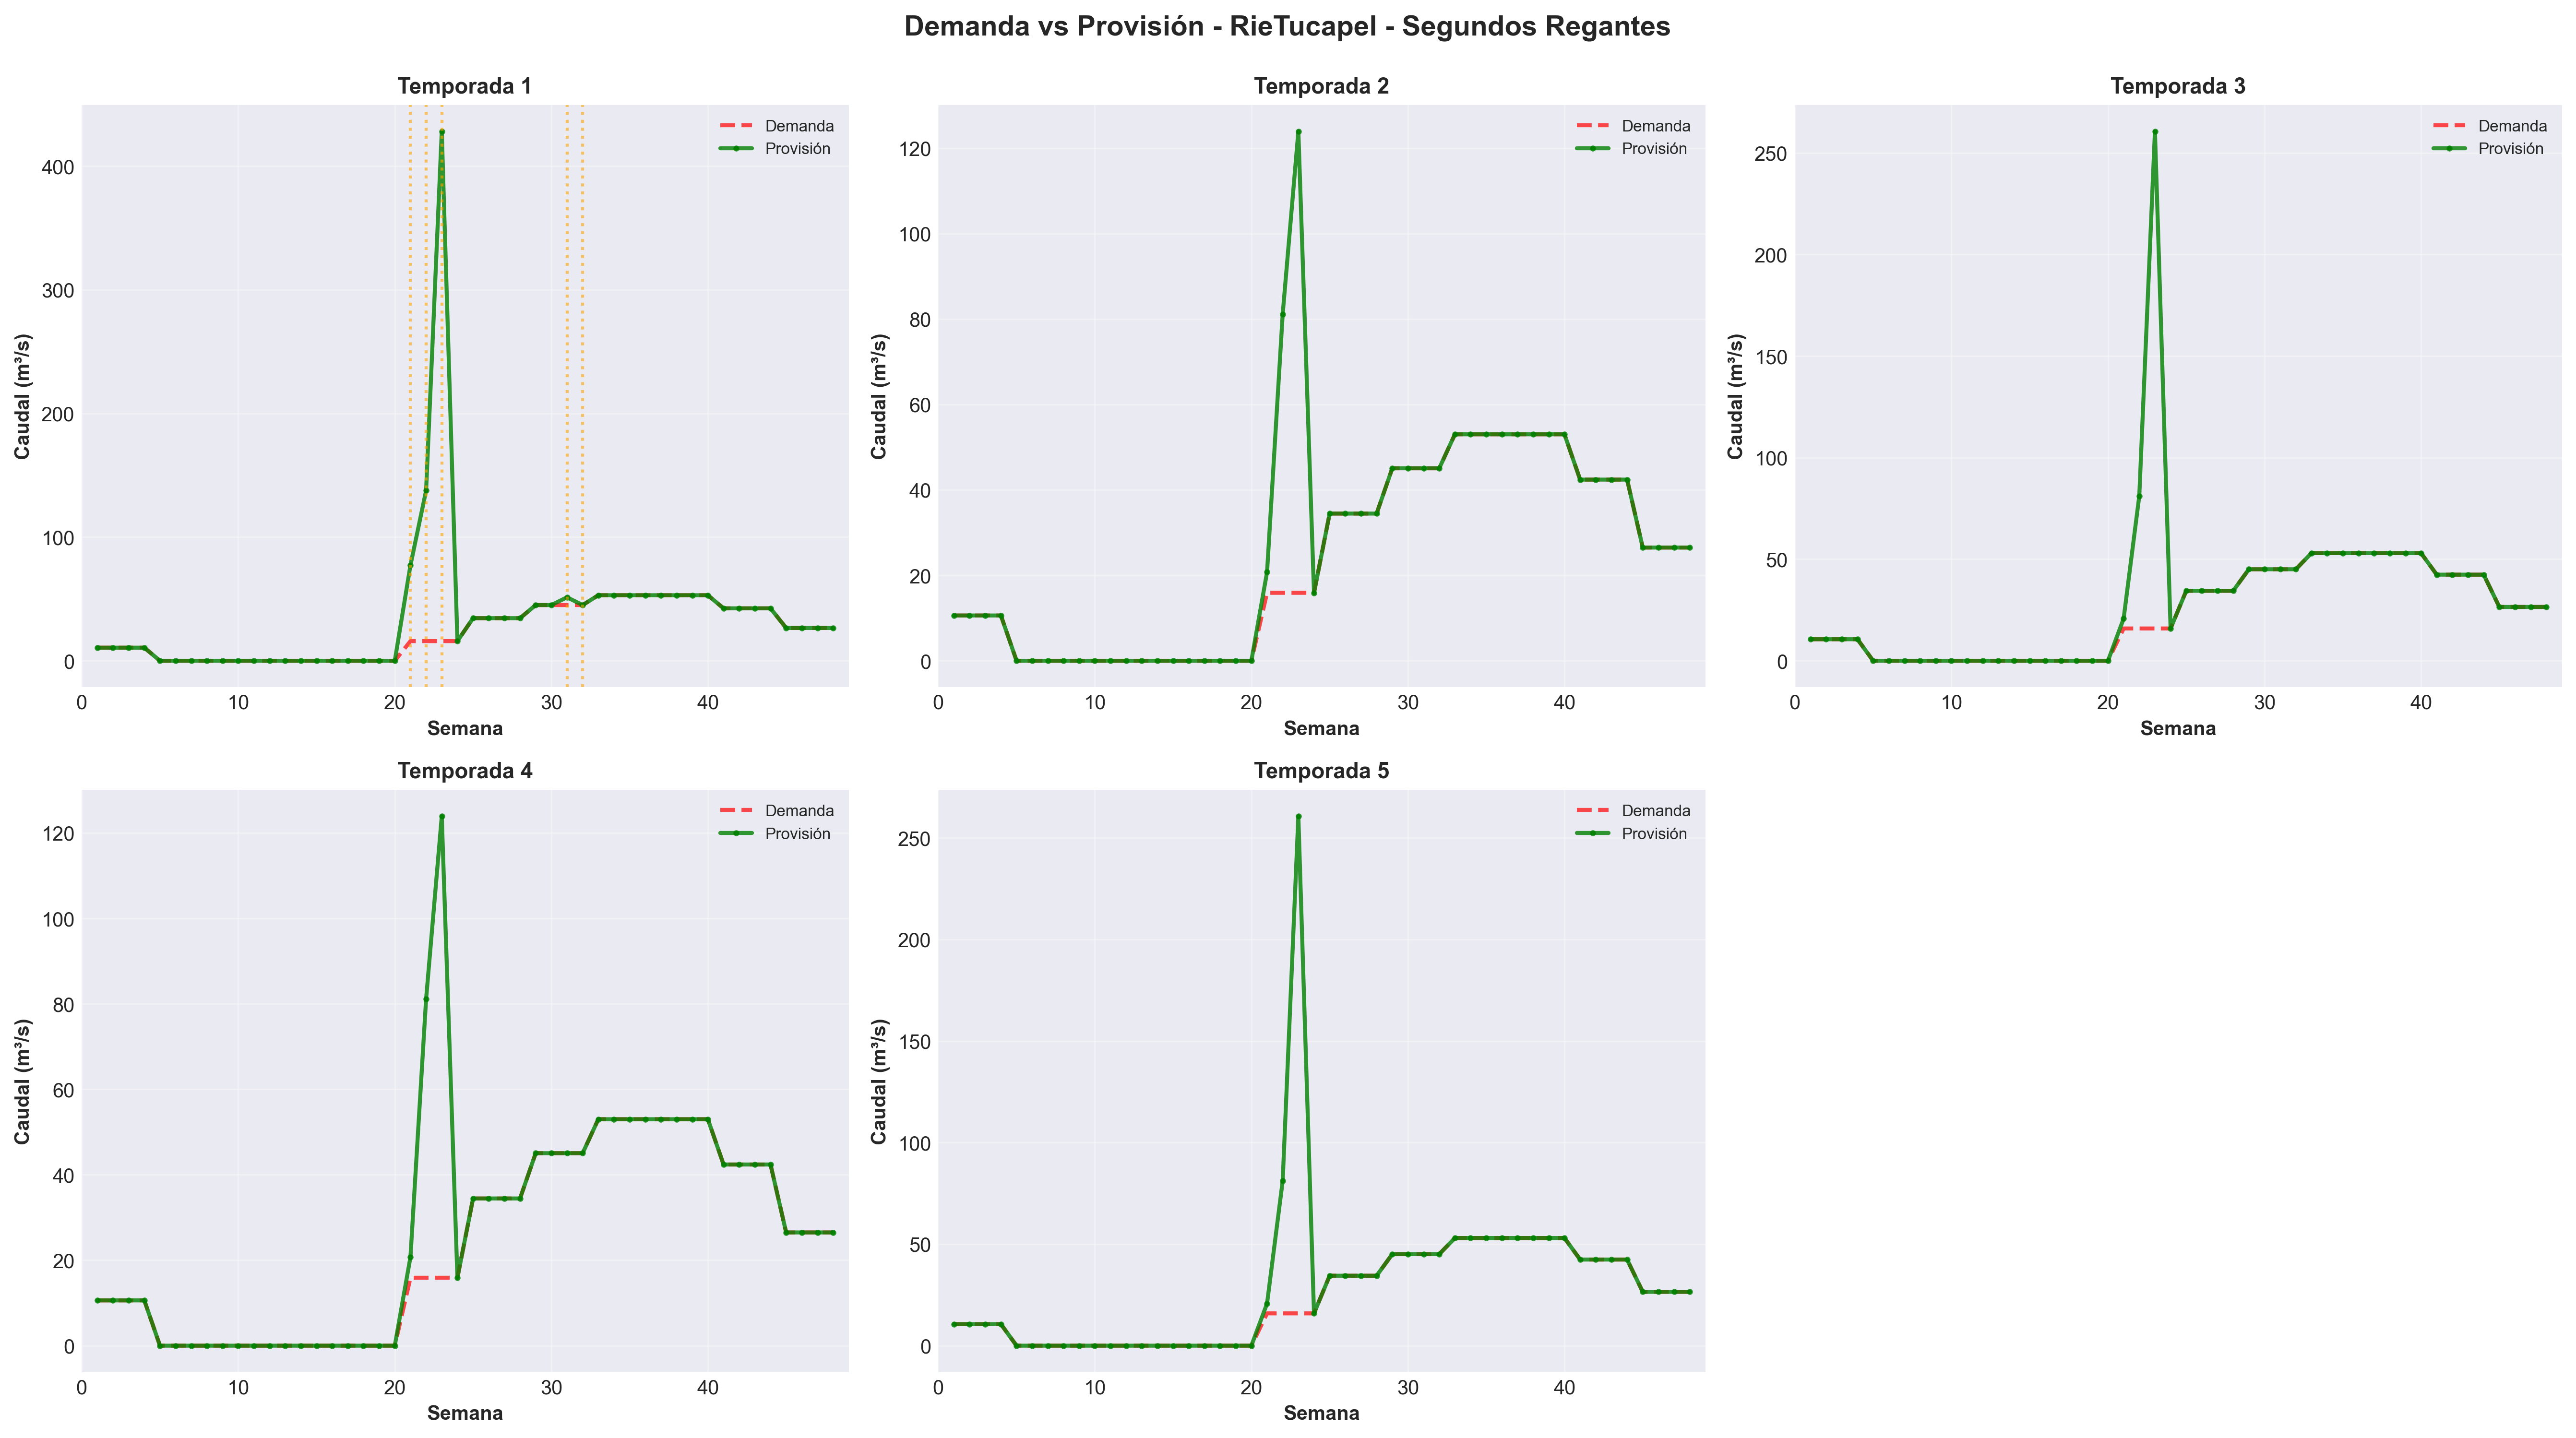 Demanda vs Provisión - RieTucapel - Segundos Regantes
Temporada 1
Caudal (m³/s)
400
300
200
100
0
0 10 20 30 40
Semana
Demanda
Provisión
Temporada 2
Caudal (m³/s)
120
100
80
60
40
20
0
0 10 20 30 40
Semana
Demanda
Provisión
Temporada 3
Caudal (m³/s)
250
200
150
100
50
0
0 10 20 30 40
Semana
Demanda
Provisión
Temporada 4
Caudal (m³/s)
120
100
80
60
40
20
0
0 10 20 30 40
Semana
Demanda
Provisión
Temporada 5
Caudal (m³/s)
250
200
150
100
50
0
0 10 20 30 40
Semana
Demanda
Provisión